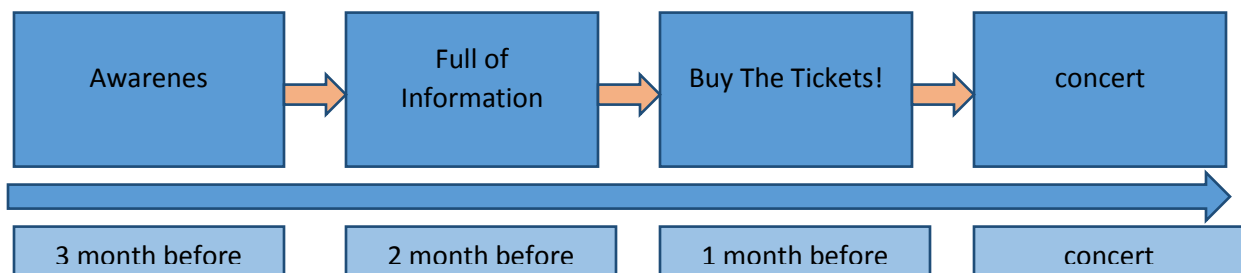 Awarenes
Full of
Information
Buy The Tickets!
concert
3 month before
2 month before
1 month before
concert